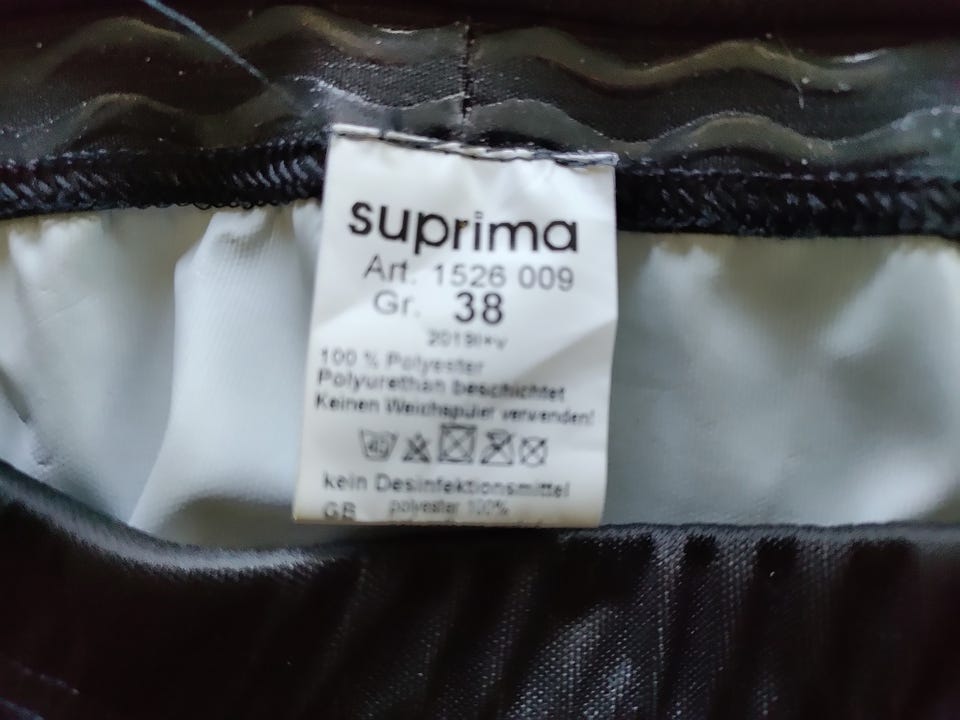 suprima
Art. 1526 009
Gr. 38
100 % Polyester
Polyurethan beschichtet
Keinen Weichspüler verwenden!
kein Desinfektionsmittel
GB polyester 100%